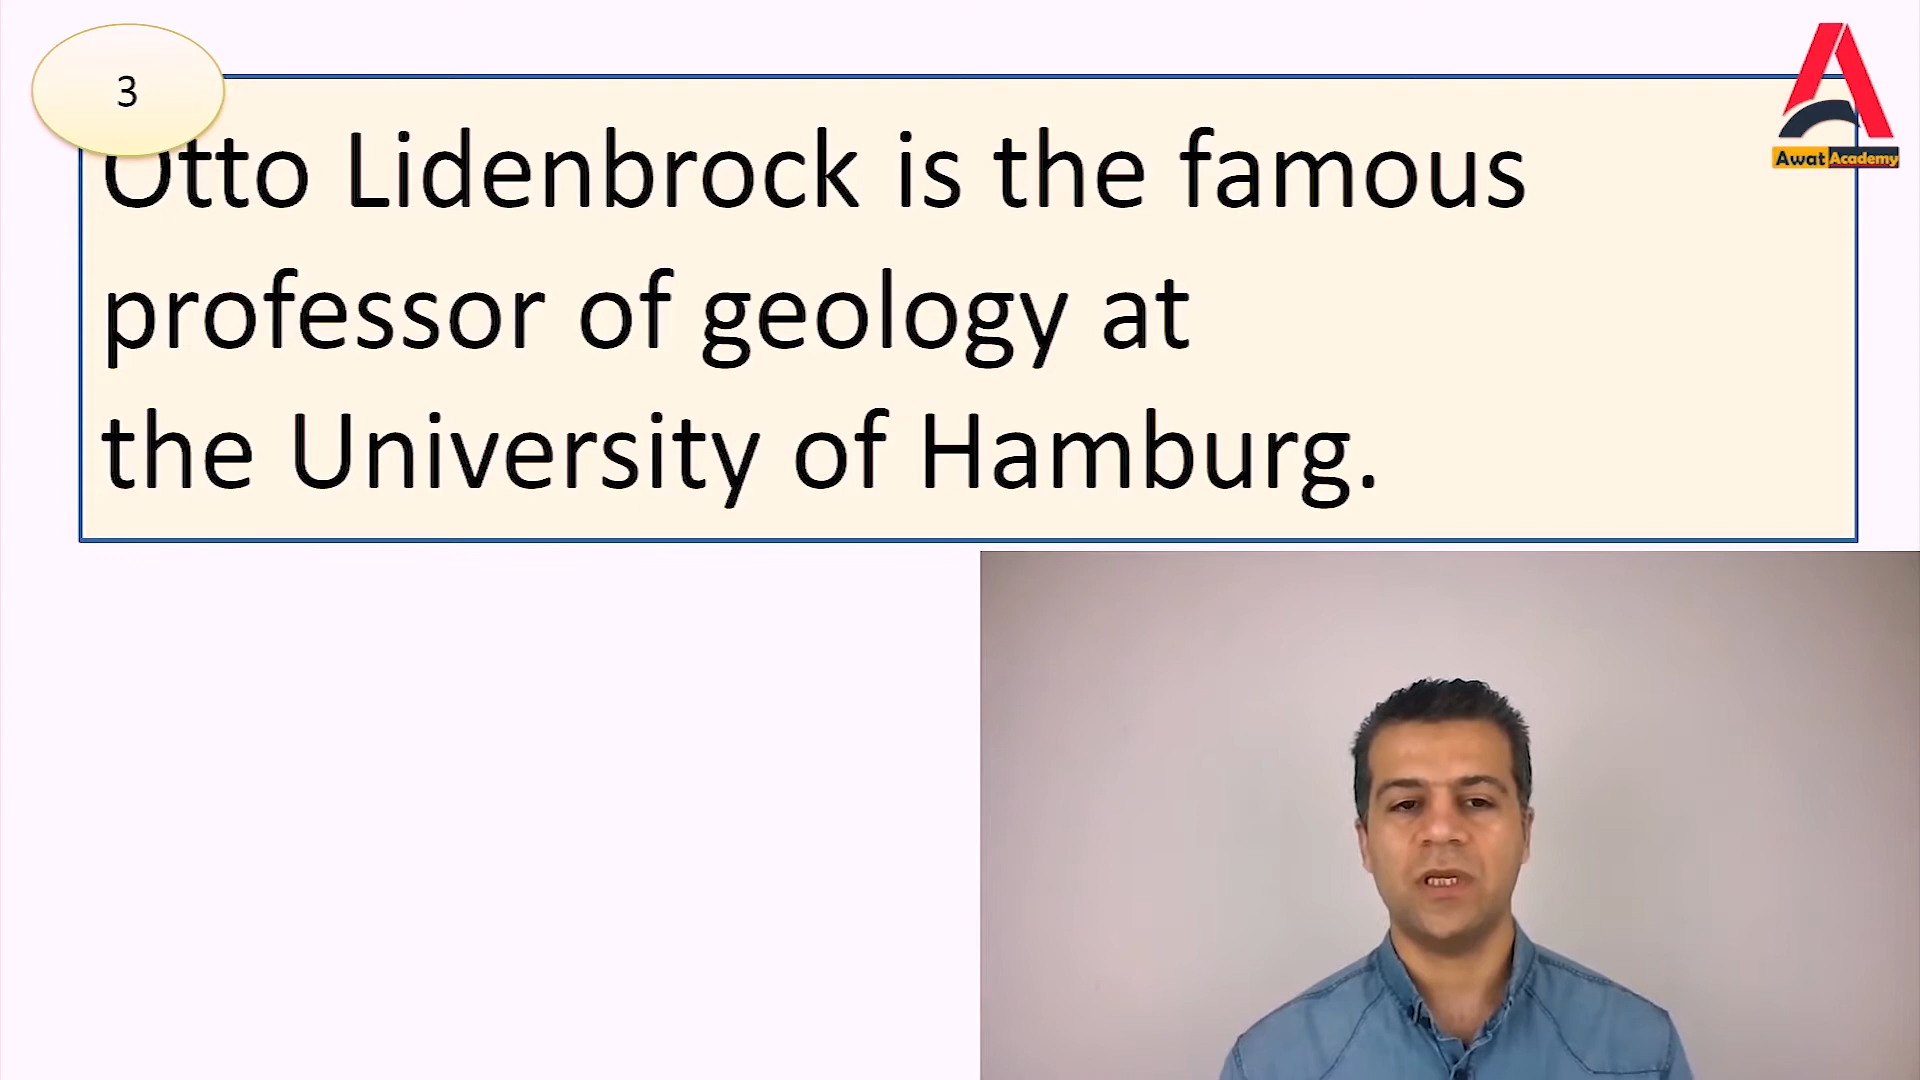 3
Otto Lidenbrock is the famous
professor of geology at
the University of Hamburg.
Awat Academy